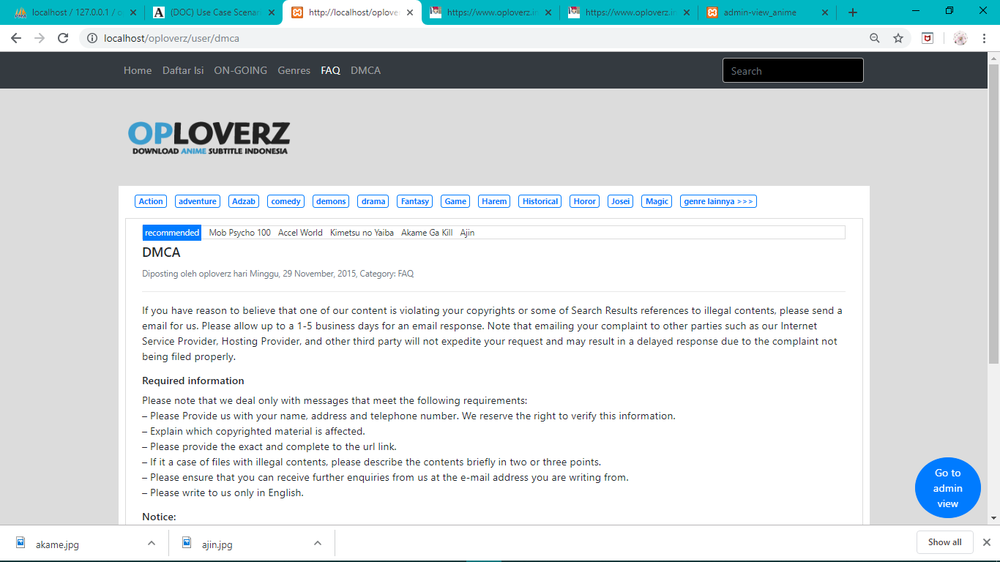 localhost / 127.0.0.1 / o
(DOC) Use Case Scenar
http://localhost/oplover
https://www.oploverz.in
https://www.oploverz.in
admin-view_anime
localhost/oploverz/user/dmca
Home Daftar Isi ON-GOING Genres FAQ DMCA Search
OPLOVERZ
DOWNLOAD ANIME SUBTITLE INDONESIA
Action adventure Adzab comedy demons drama Fantasy Game Harem Historical Horor Josei Magic genre lainnya >>>
recommended Mob Psycho 100 Accel World Kimetsu no Yaiba Akame Ga Kill Ajin
DMCA
Diposting oleh oploverz hari Minggu, 29 November, 2015, Category: FAQ
If you have reason to believe that one of our content is violating your copyrights or some of Search Results references to illegal contents, please send a
email for us. Please allow up to a 1-5 business days for an email response. Note that emailing your complaint to other parties such as our Internet
Service Provider, Hosting Provider, and other third party will not expedite your request and may result in a delayed response due to the complaint not
being filed properly.
Required information
Please note that we deal only with messages that meet the following requirements:
– Please Provide us with your name, address and telephone number. We reserve the right to verify this information.
– Explain which copyrighted material is affected.
– Please provide the exact and complete to the url link.
– If it a case of files with illegal contents, please describe the contents briefly in two or three points.
– Please ensure that you can receive further enquiries from us at the e-mail address you are writing from.
– Please write to us only in English.
Notice:
Go to
admin
view
akame.jpg
ajin.jpg
Show all